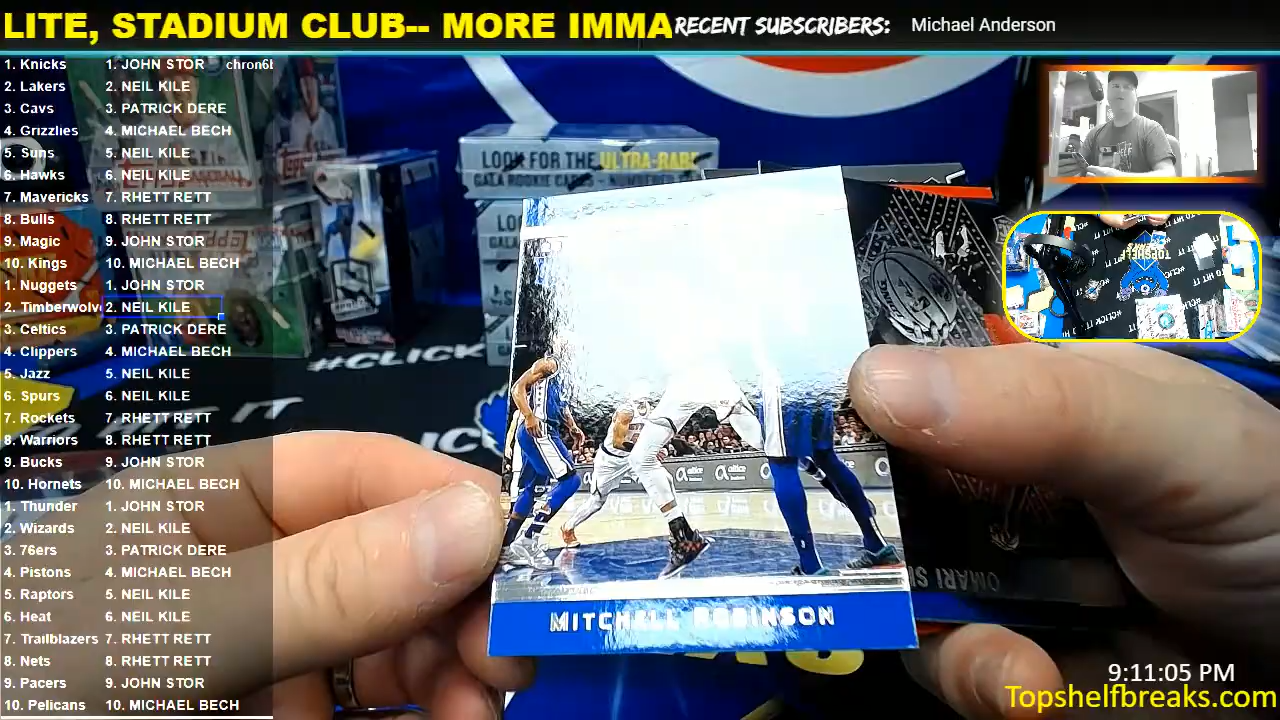 LITE, STADIUM CLUB-- MORE IMMA
RECENT SUBSCRIBERS: Michael Anderson
1. Knicks 1. JOHN STOR chron6b
2. Lakers 2. NEIL KILE
3. Cavs 3. PATRICK DERE
4. Grizzlies 4. MICHAEL BECH
5. Suns 5. NEIL KILE
6. Hawks 6. NEIL KILE
7. Mavericks 7. RHETT RETT
8. Bulls 8. RHETT RETT
9. Magic 9. JOHN STOR
10. Kings 10. MICHAEL BECH
1. Nuggets 1. JOHN STOR
2. Timberwolv 2. NEIL KILE
3. Celtics 3. PATRICK DERE
4. Clippers 4. MICHAEL BECH
5. Jazz 5. NEIL KILE
6. Spurs 6. NEIL KILE
7. Rockets 7. RHETT RETT
8. Warriors 8. RHETT RETT
9. Bucks 9. JOHN STOR
10. Hornets 10. MICHAEL BECH
1. Thunder 1. JOHN STOR
2. Wizards 2. NEIL KILE
3. 76ers 3. PATRICK DERE
4. Pistons 4. MICHAEL BECH
5. Raptors 5. NEIL KILE
6. Heat 6. NEIL KILE
7. Trailblazers 7. RHETT RETT
8. Nets 8. RHETT RETT
9. Pacers 9. JOHN STOR
10. Pelicans 10. MICHAEL BECH
LOOK FOR THE ULTRA-RARE
#CLICK
altice
altice
OMARI
MITCHELL ROBINSON
9:11:05 PM
Topshelfbreaks.com